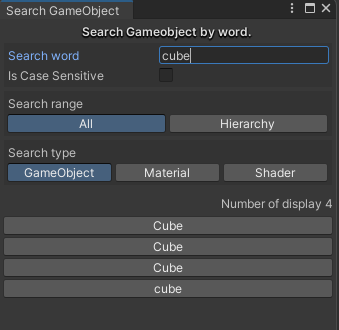 Search GameObject
Search Gameobject by word.
Search word cube
Is Case Sensitive
Search range
All Hierarchy
Search type
GameObject Material Shader
Number of display 4
Cube
Cube
Cube
cube